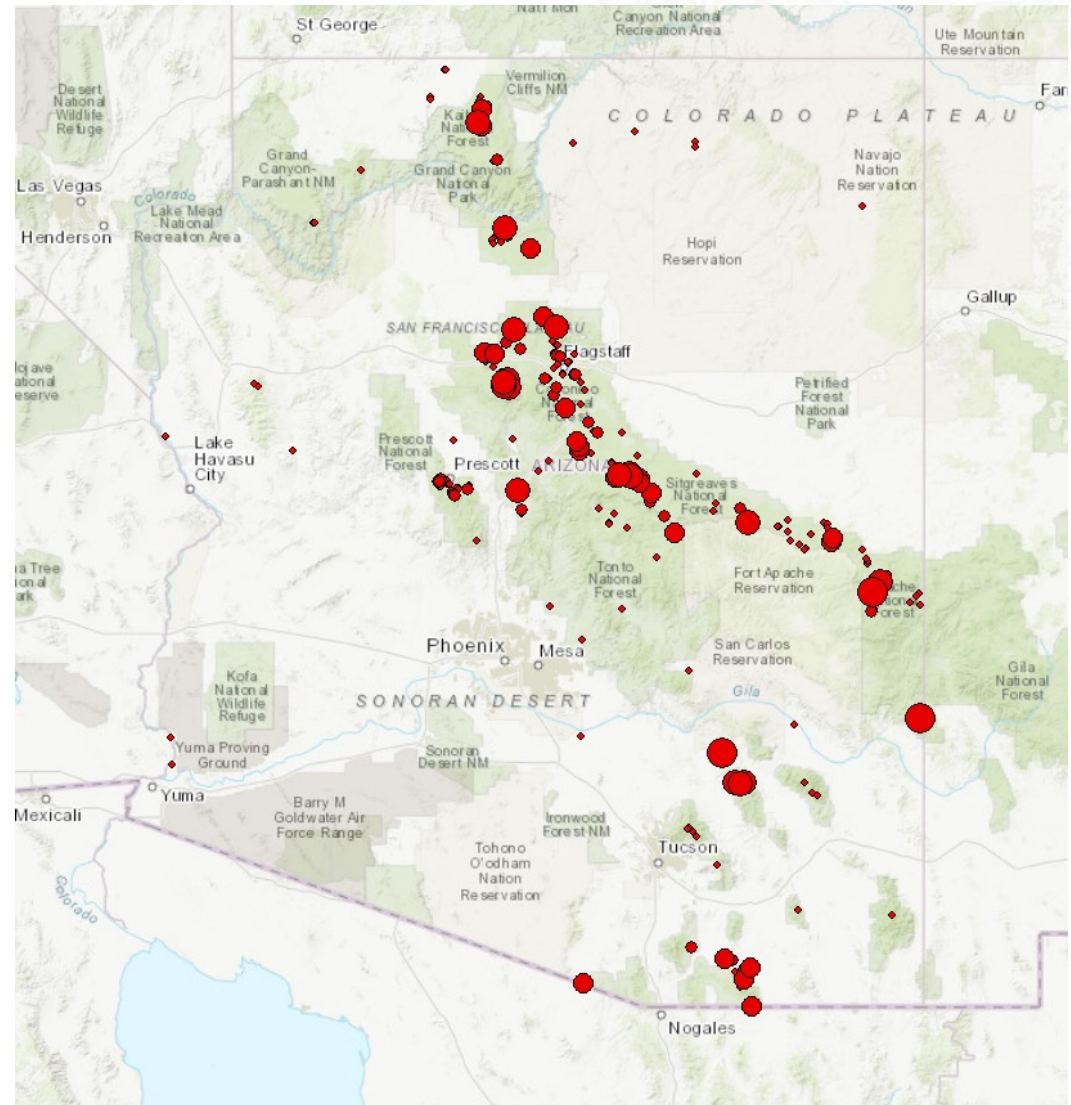 St George
Canyon National
Recreation Area
Ute Mountain
Reservation
Vermilion
Cliffs NM
Desert
National
Wildlife
Refuge
Forest
COLORADO PLATEAU
Grand
Canyon-
Parashant NM
Grand Canyon
National
Park
Navajo
Nation
Reservation
Las Vegas
Colorado
Lake Mead
National
Recreation Area
Henderson
Hopi
Reservation
Gallup
SAN FRANCISC
Flagstaff
Petrified
Forest
National
Park
Lake
Havasu
City
Prescott
National
Forest
Prescott
ARIZONA
Sitgreaves
National
Forest
Tonto
National
Forest
Fort Apache
Reservation
Phoenix
Mesa
San Carlos
Reservation
Gila
National
Forest
Kofa
National
Wildlife
Refuge
SONORAN DESERT
Gila
Yuma Proving
Ground
Sonoran
Desert NM
Yuma
Mexicali
Barry M
Goldwater Air
Force Range
Ironwood
Forest NM
Tohono
O'odham
Nation
Reservation
Tucson
Colorado
Nogales